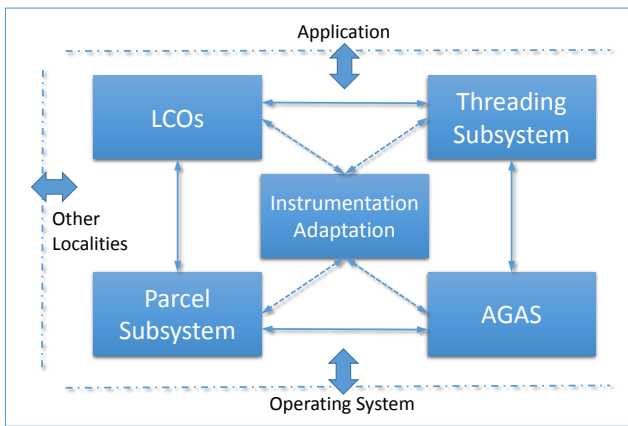 Application
LCOs
Threading
Subsystem
Instrumentation
Adaptation
Other
Localities
Parcel
Subsystem
AGAS
Operating System